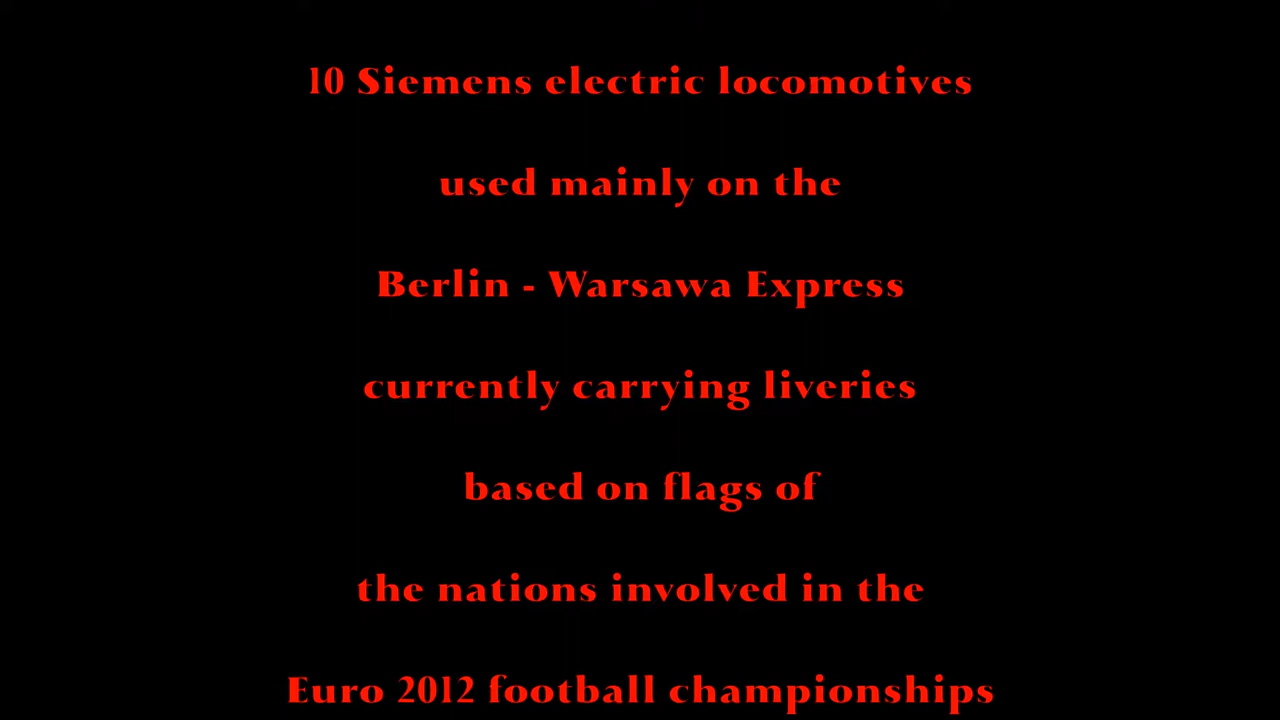 10 Siemens electric locomotives
used mainly on the
Berlin - Warsawa Express
currently carrying liveries
based on flags of
the nations involved in the
Euro 2012 football championships